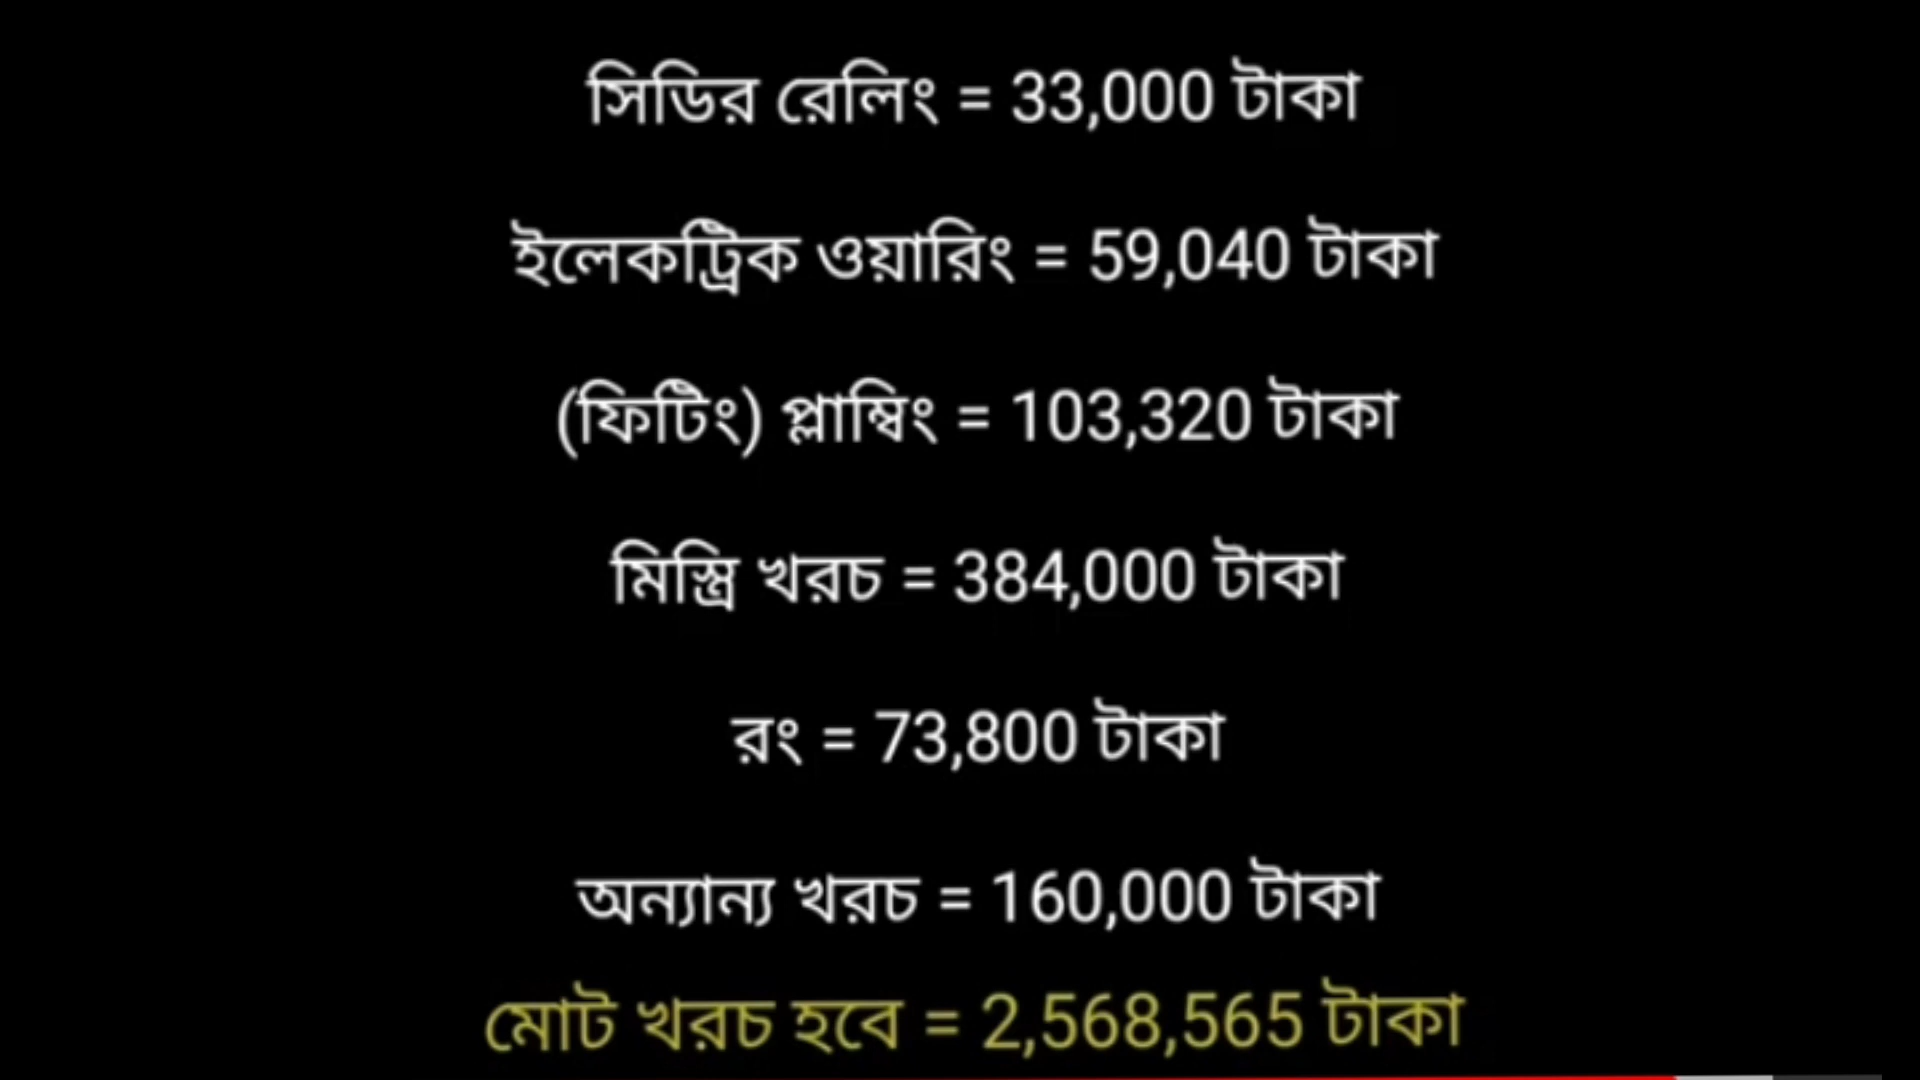 সিডির রেলিং = 33,000 টাকা
ইলেকট্রিক ওয়ারিং = 59,040 টাকা
(ফিটিং) প্লাম্বিং = 103,320 টাকা
মিস্ত্রি খরচ = 384,000 টাকা
রং = 73,800 টাকা
অন্যান্য খরচ = 160,000 টাকা
মোট খরচ হবে = 2,568,565 টাকা